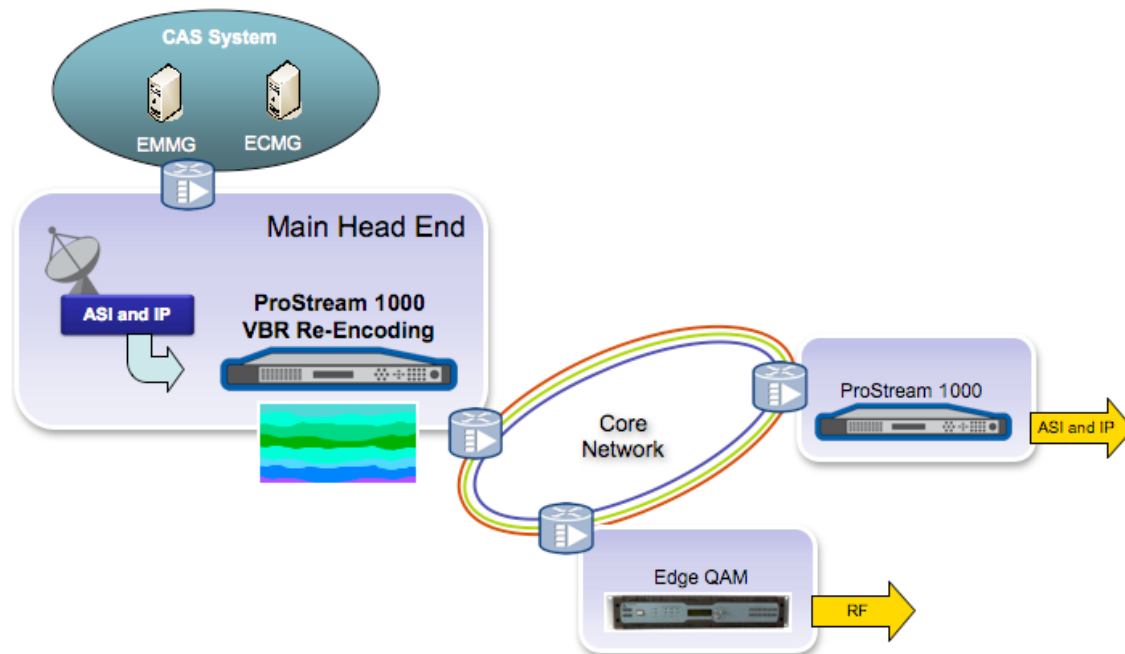 CAS System
EMMG
ECMG
Main Head End
ASI and IP
ProStream 1000
VBR Re-Encoding
Core
Network
ProStream 1000
ASI and IP
Edge QAM
RF